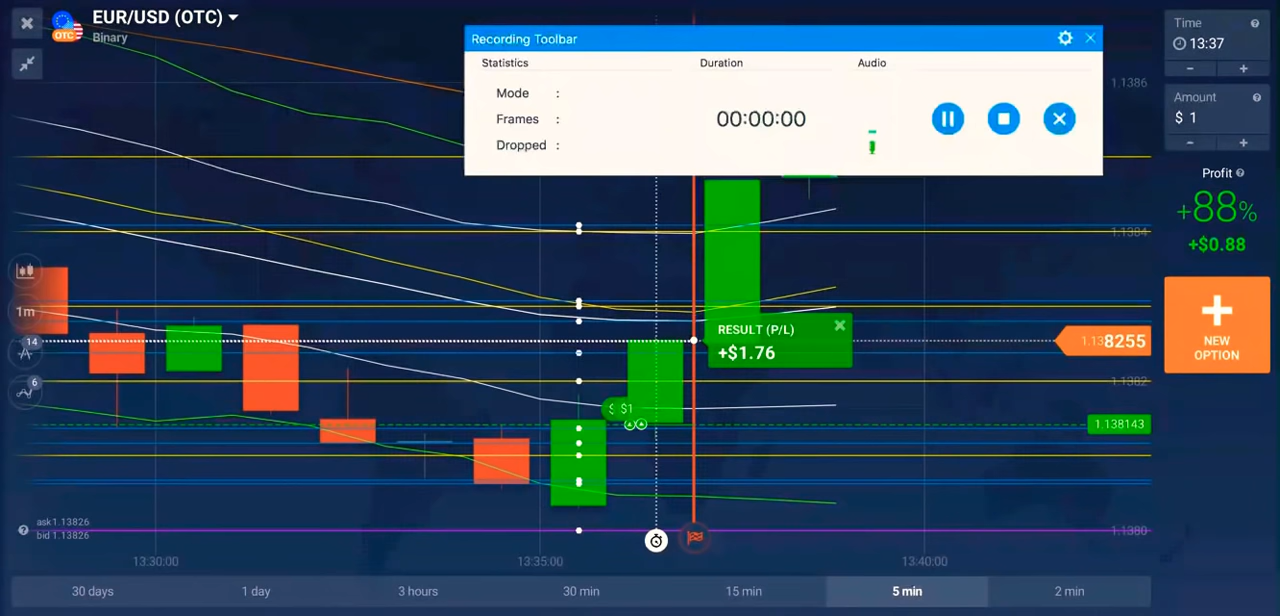 EUR/USD (OTC)
OTC
Binary
Recording Toolbar
Statistics
Duration
Audio
Mode :
Frames :
Dropped :
00:00:00
Time
13:37
Amount
$ 1
Profit
+88%
+$0.88
+
NEW
OPTION
1.1386
1.1384
1.138255
1.1382
1.138143
1.1380
1m
14
6
RESULT (P/L)
+$1.76
$ $1
ask1.13826
bid 1.13826
13:30:00
13:35:00
13:40:00
30 days
1 day
3 hours
30 min
15 min
5 min
2 min